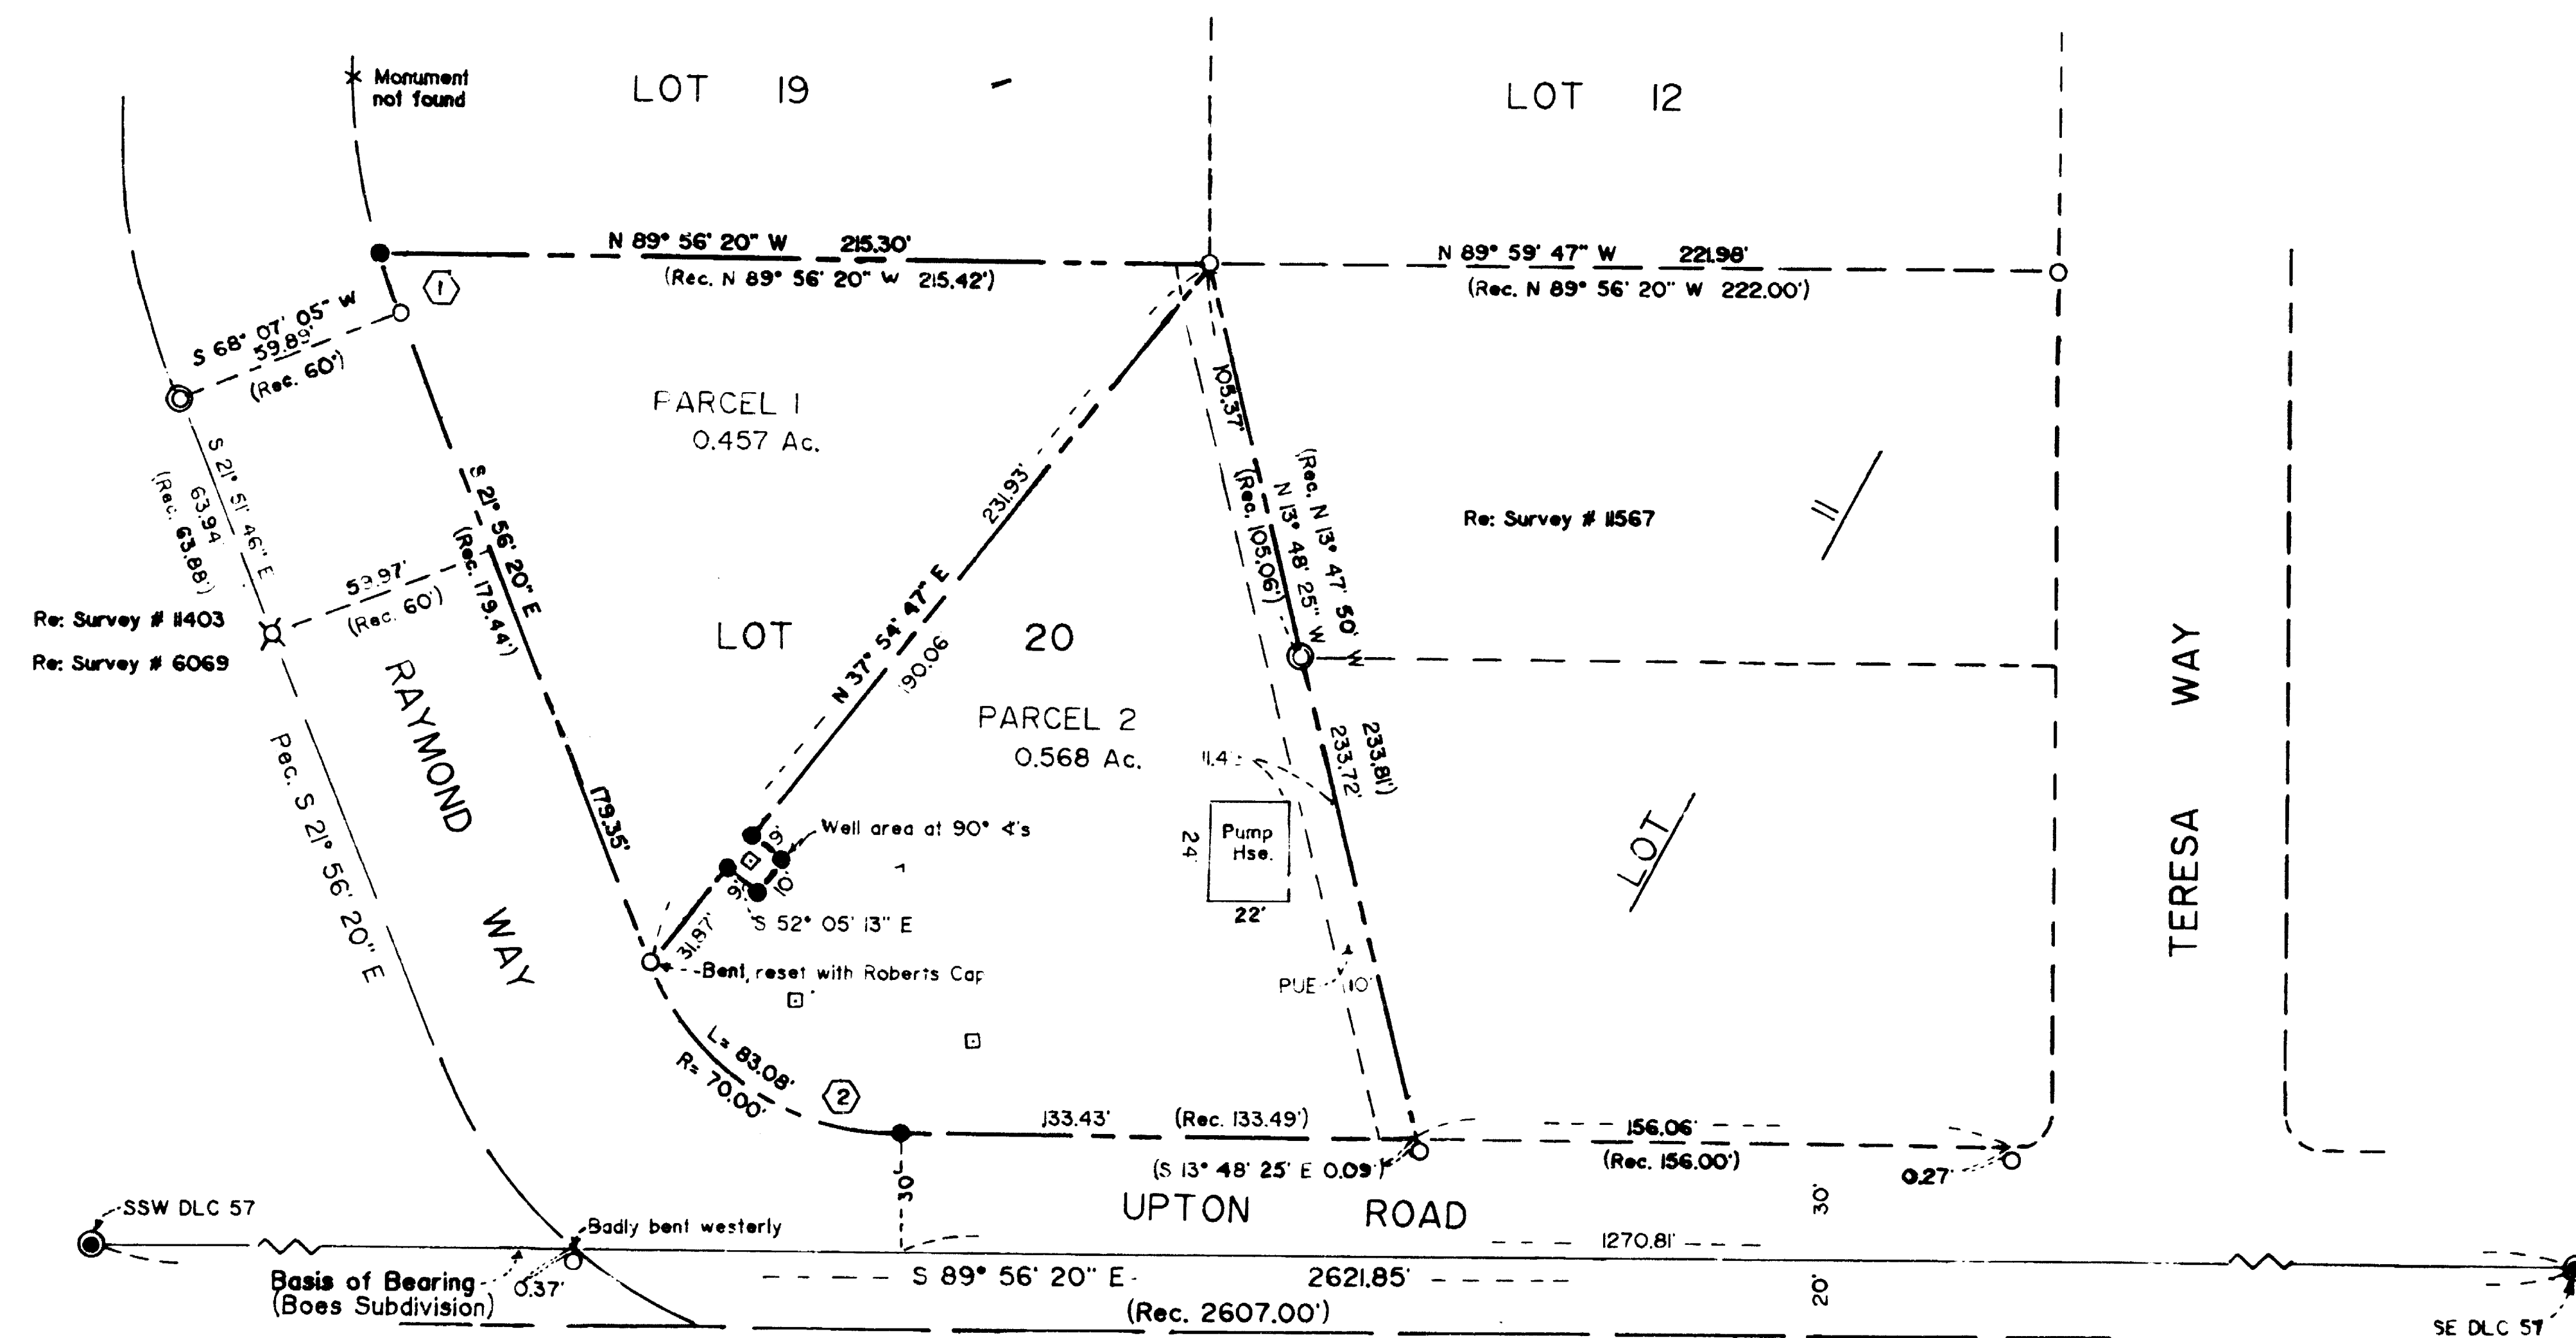 Monument
not found
LOT 19
LOT 12
N 89° 56' 20" W 215.30'
(Rec. N 89° 56' 20" W 215.42')
N 89° 59' 47" W 221.98'
(Rec. N 89° 56' 20" W 222.00')
1
S 68° 07' 05" W
59.89'
(Rec. 60')
PARCEL 1
0.457 Ac.
S 21° 51' 46" E
63.94
(Rec. 63.88')
S 21° 56' 20" E
(Rec. 179.44')
179.35'
59.97'
(Rec. 60')
Re: Survey # 11403
Re: Survey # 6069
RAYMOND WAY
Rec. S 21° 56' 20" E
231.93'
N 37° 54' 47" E
190.06'
105.37'
(Rec. 105.06')
N 13° 48' 25" W
(Rec. N 13° 47' 50" W
233.81')
233.72'
Re: Survey # 11567
11
LOT
LOT 20
PARCEL 2
0.568 Ac.
11.4'
Pump
Hse.
24'
22'
TERESA WAY
Well area at 90° ∢'s
9'
10'
9'
S 52° 05' 13" E
31.87'
Bent, reset with Roberts Cap
PUE 10'
L= 83.08'
R= 70.00'
2
133.43' (Rec. 133.49')
(S 13° 48' 25" E 0.09')
156.06'
(Rec. 156.00')
0.27'
30'
UPTON ROAD
30'
SSW DLC 57
Badly bent westerly
1270.81'
Basis of Bearing
(Boes Subdivision)
0.37'
S 89° 56' 20" E 2621.85'
(Rec. 2607.00')
20'
SE DLC 57